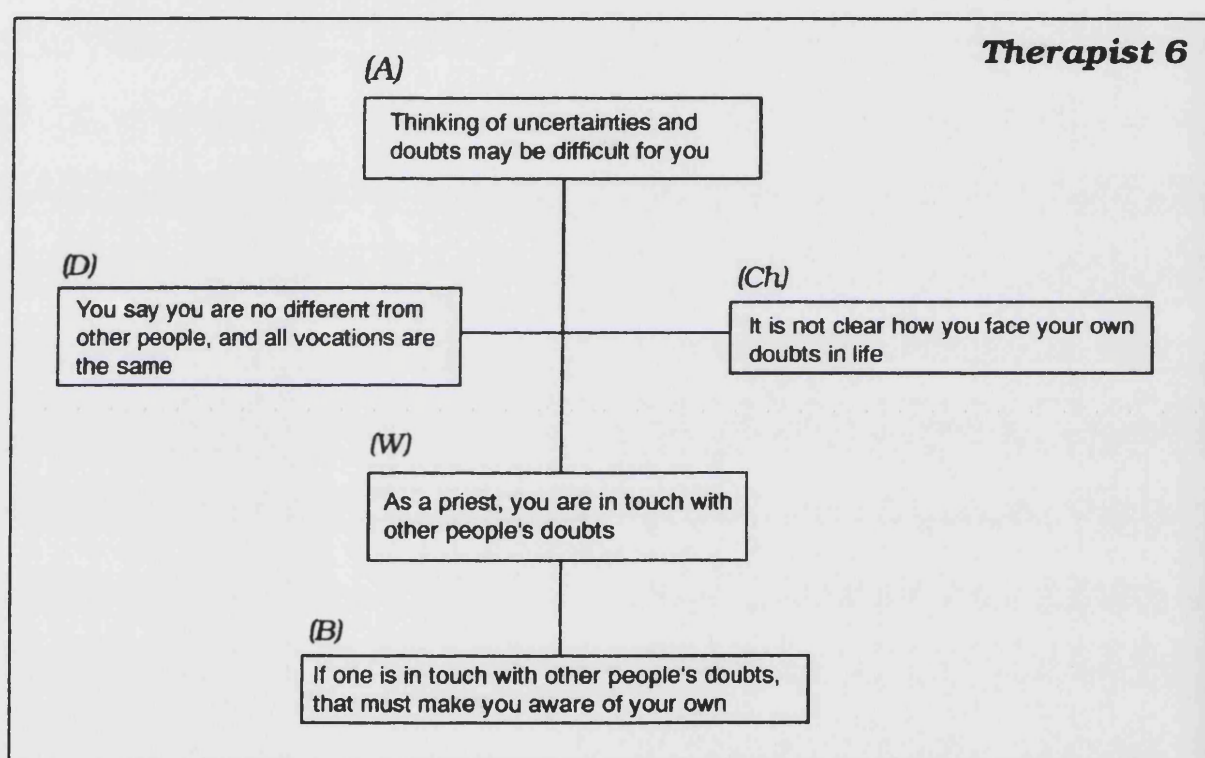 Therapist 6
(A)
Thinking of uncertainties and
doubts may be difficult for you
(D)
You say you are no different from
other people, and all vocations are
the same
(Ch)
It is not clear how you face your own
doubts in life
(W)
As a priest, you are in touch with
other people's doubts
(B)
If one is in touch with other people's doubts,
that must make you aware of your own